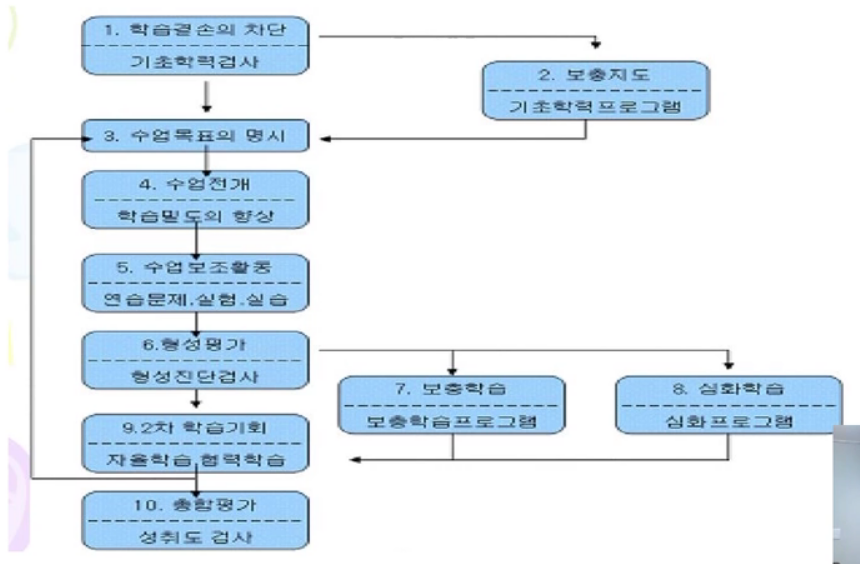 1. 학습결손의 차단
기초학력검사
2. 보충지도
기초학력프로그램
3. 수업목표의 명시
4. 수업전개
학습밀도의 향상
5. 수업보조활동
연습문제.실험.실습
6.형성평가
형성진단검사
7. 보충학습
보충학습프로그램
8. 심화학습
심화프로그램
9.2차 학습기회
자율학습,협력학습
10. 총합평가
성취도 검사